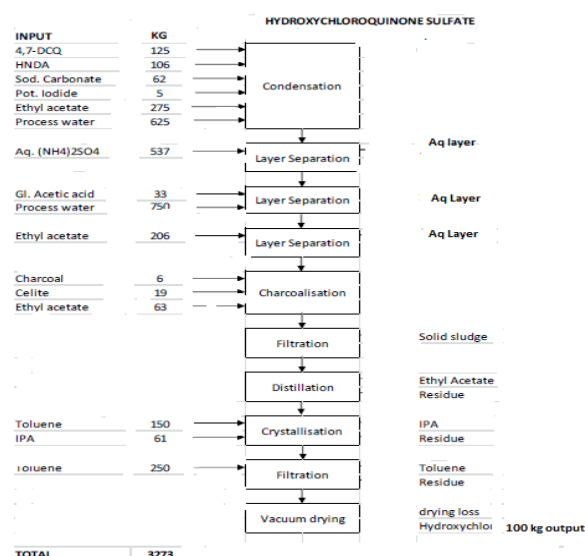 HYDROXYCHLOROQUINONE SULFATE
INPUT KG
4,7-DCQ 125
HNDA 106
Sod. Carbonate 62
Pot. Iodide 5
Ethyl acetate 275
Process water 625
Condensation
Aq layer
Aq. (NH4)2SO4 537
Layer Separation
Gl. Acetic acid 33
Process water 750
Layer Separation
Aq Layer
Ethyl acetate 206
Layer Separation
Aq Layer
Charcoal 6
Celite 19
Ethyl acetate 63
Charcoalisation
Filtration
Solid sludge
Distillation
Ethyl Acetate
Residue
Toluene 150
IPA 61
Crystallisation
IPA
Residue
Toluene 250
Filtration
Toluene
Residue
Vacuum drying
drying loss
Hydroxychlor 100 kg output
TOTAL 3273